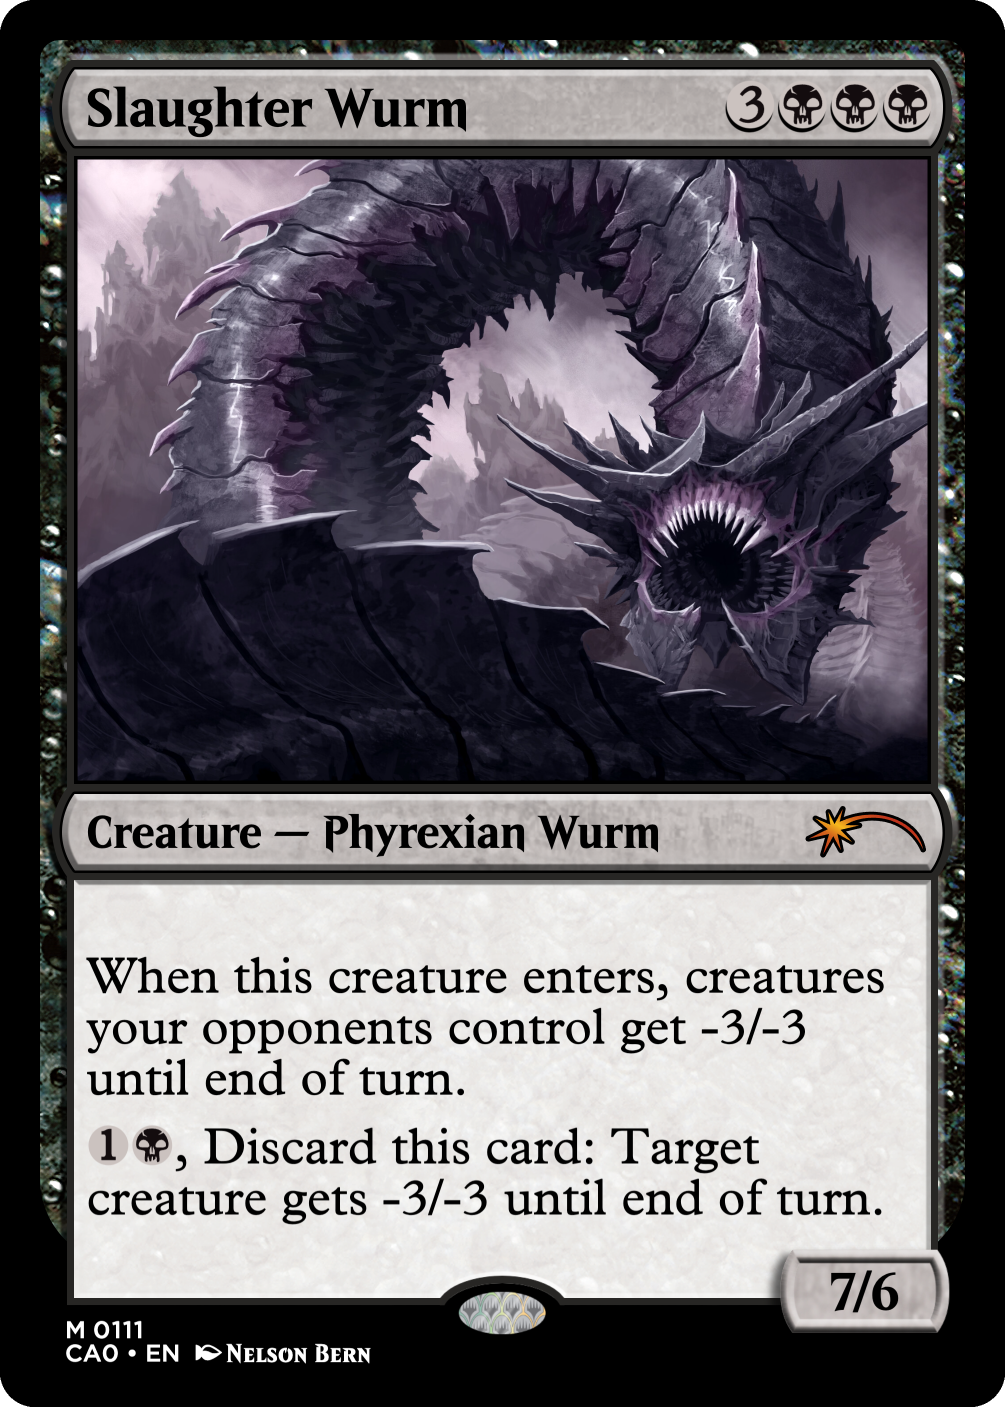 Slaughter Wurm 3
Creature — Phyrexian Wurm
When this creature enters, creatures
your opponents control get -3/-3
until end of turn.
1, Discard this card: Target
creature gets -3/-3 until end of turn.
7/6
M 0111
CAO • EN Nelson Bern